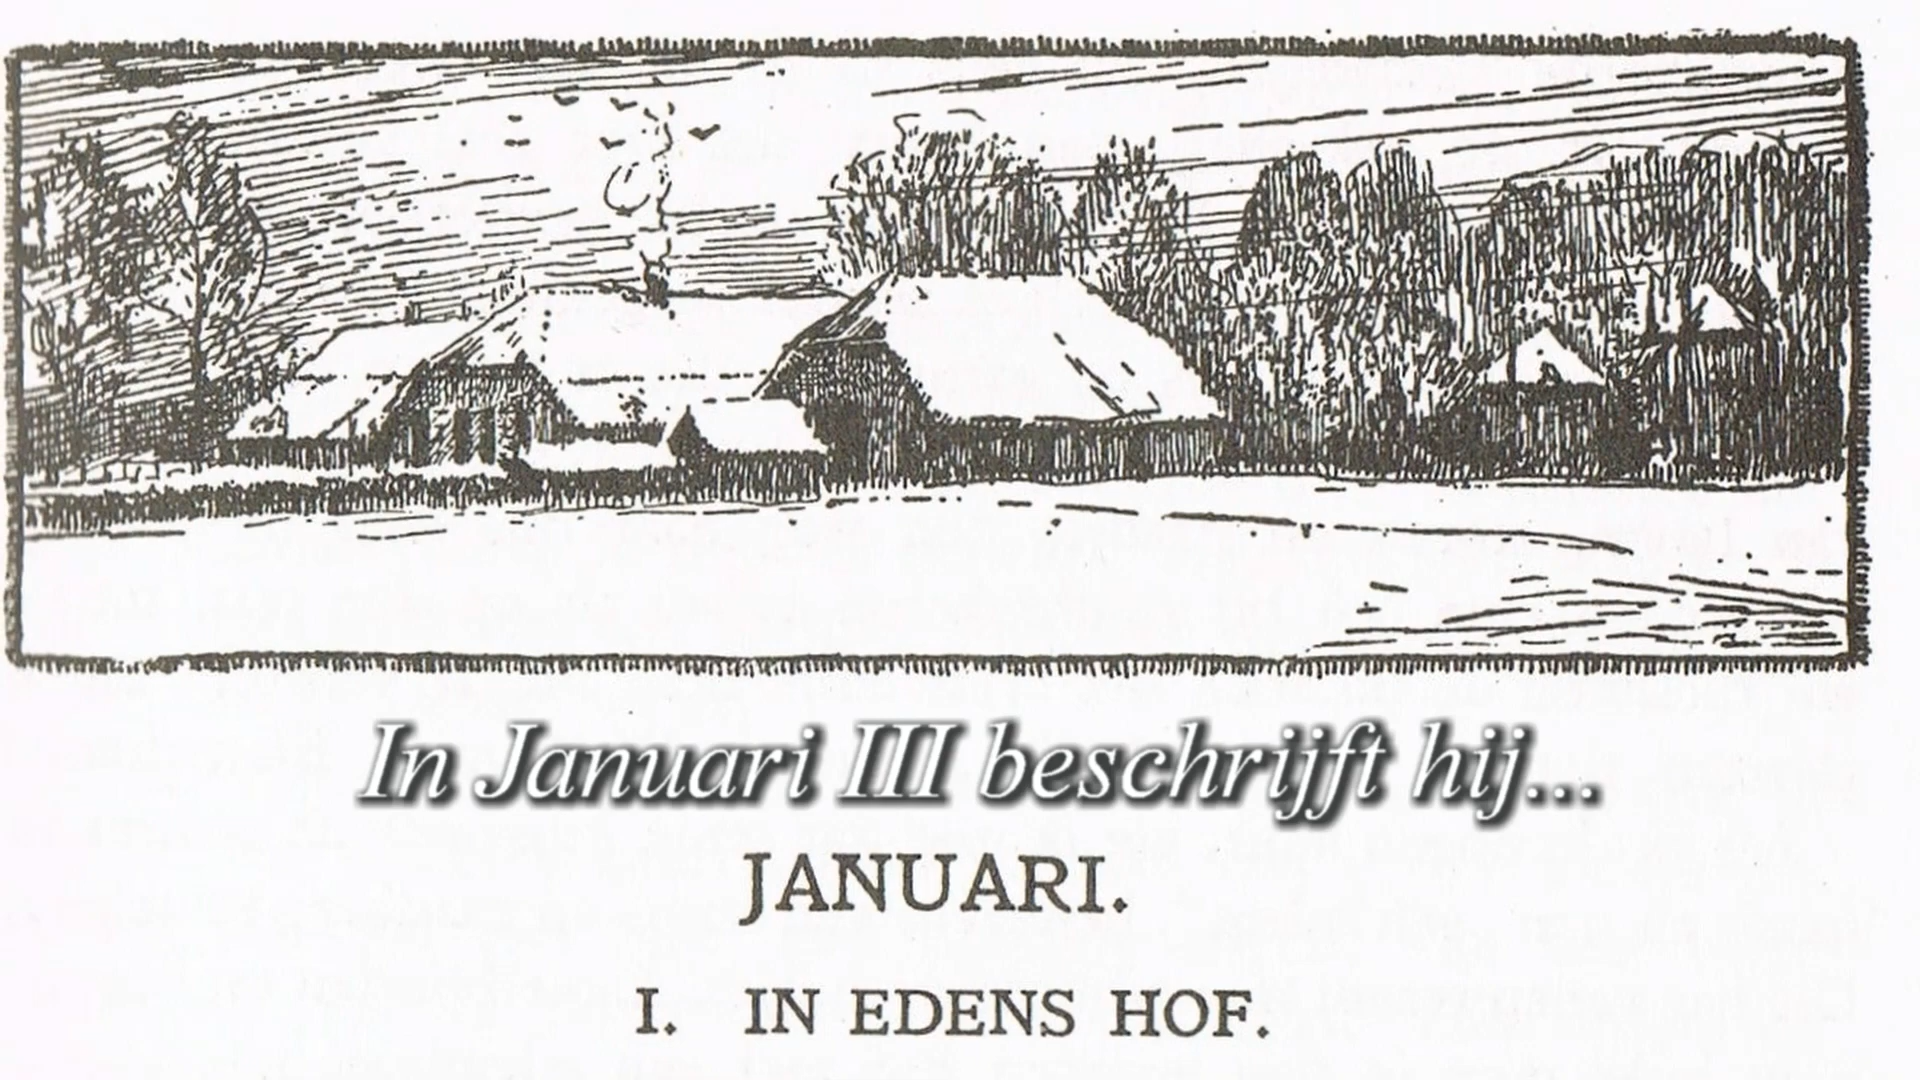 In Januari III beschrijft hij...
JANUARI.
I. IN EDENS HOF.